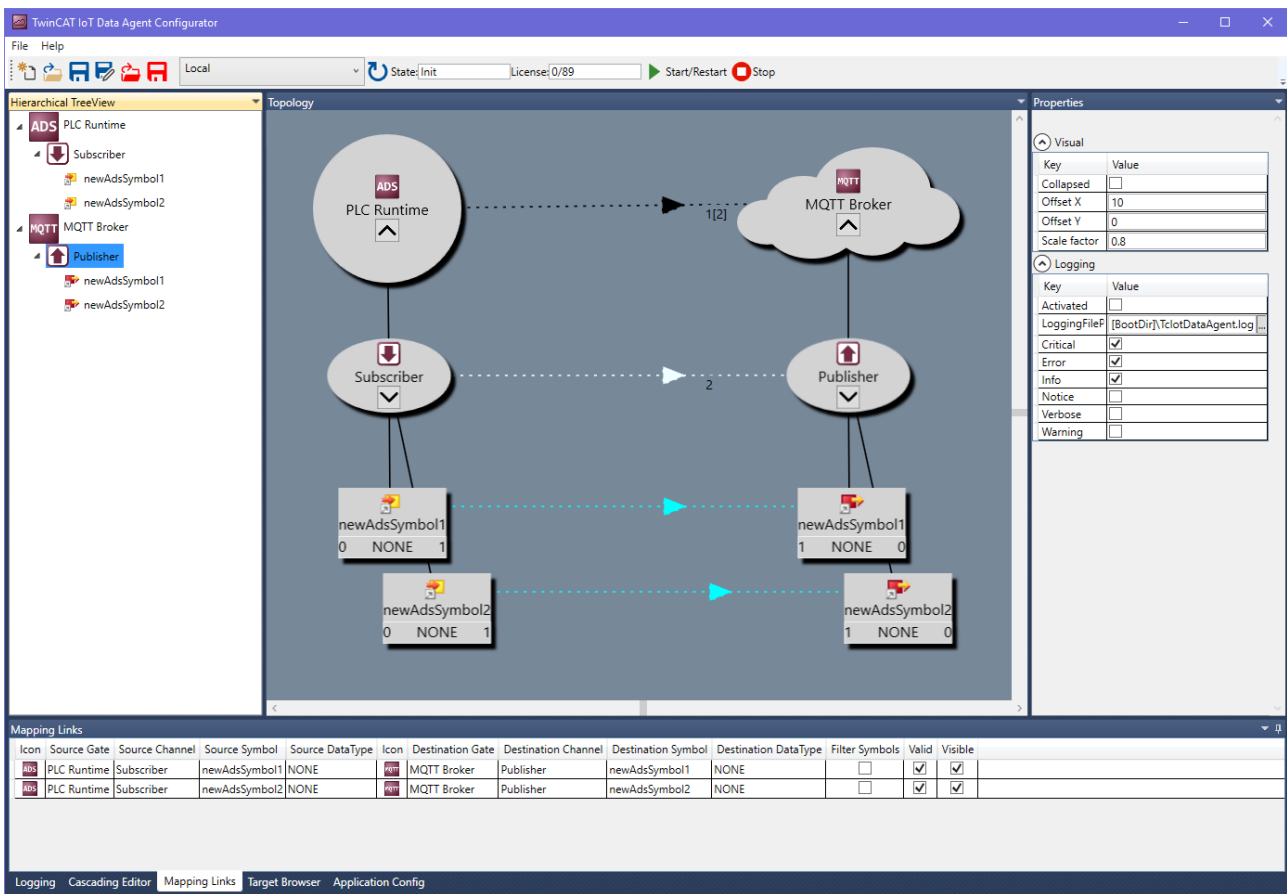 TwinCAT IoT Data Agent Configurator
File Help
Local State: Init License: 0/89 Start/Restart Stop
Hierarchical TreeView
ADS PLC Runtime
Subscriber
newAdsSymbol1
newAdsSymbol2
MQTT MQTT Broker
Publisher
newAdsSymbol1
newAdsSymbol2
Topology
ADS
PLC Runtime
1[2]
MQTT
MQTT Broker
Subscriber
2
Publisher
newAdsSymbol1
0 NONE 1
newAdsSymbol1
1 NONE 0
newAdsSymbol2
0 NONE 1
newAdsSymbol2
1 NONE 0
Properties
Visual
Key Value
Collapsed
Offset X 10
Offset Y 0
Scale factor 0.8
Logging
Key Value
Activated
LoggingFileP [BootDir]\TcIotDataAgent.log ...
Critical
Error
Info
Notice
Verbose
Warning
Mapping Links
Icon Source Gate Source Channel Source Symbol Source DataType Icon Destination Gate Destination Channel Destination Symbol Destination DataType Filter Symbols Valid Visible
ADS PLC Runtime Subscriber newAdsSymbol1 NONE MQTT MQTT Broker Publisher newAdsSymbol1 NONE
ADS PLC Runtime Subscriber newAdsSymbol2 NONE MQTT MQTT Broker Publisher newAdsSymbol2 NONE
Logging Cascading Editor Mapping Links Target Browser Application Config